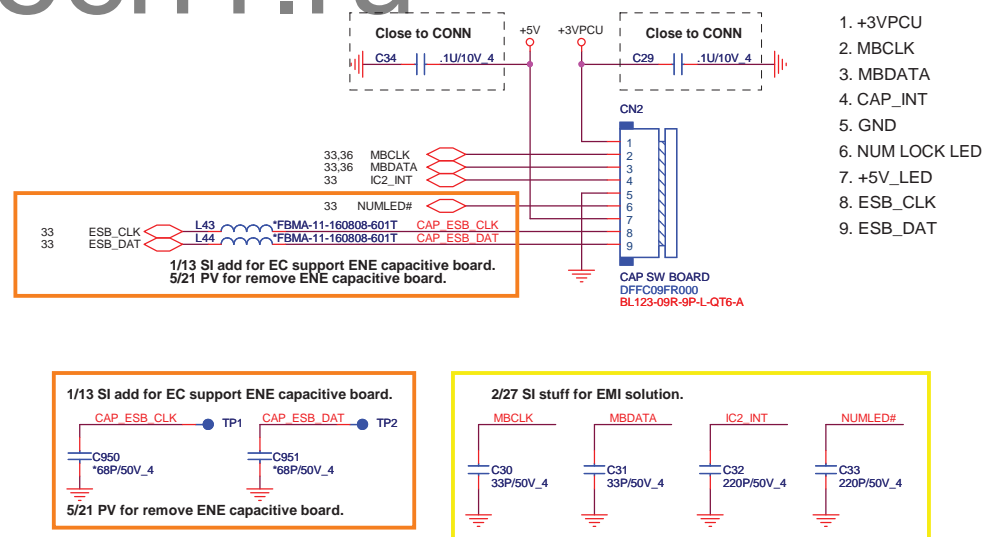 Close to CONN
+5V
+3VPCU
Close to CONN
C34
.1U/10V_4
C29
.1U/10V_4
CN2
33,36 MBCLK
33,36 MBDATA
33 IC2_INT
33 NUMLED#
33 ESB_CLK L43 *FBMA-11-160808-601T CAP_ESB_CLK
33 ESB_DAT L44 *FBMA-11-160808-601T CAP_ESB_DAT
1/13 SI add for EC support ENE capacitive board.
5/21 PV for remove ENE capacitive board.
1
2
3
4
5
6
7
8
9
CAP SW BOARD
DFFC09FR000
BL123-09R-9P-L-QT6-A
1. +3VPCU
2. MBCLK
3. MBDATA
4. CAP_INT
5. GND
6. NUM LOCK LED
7. +5V_LED
8. ESB_CLK
9. ESB_DAT
1/13 SI add for EC support ENE capacitive board.
CAP_ESB_CLK TP1 CAP_ESB_DAT TP2
C950
*68P/50V_4
C951
*68P/50V_4
5/21 PV for remove ENE capacitive board.
2/27 SI stuff for EMI solution.
MBCLK MBDATA IC2_INT NUMLED#
C30
33P/50V_4
C31
33P/50V_4
C32
220P/50V_4
C33
220P/50V_4